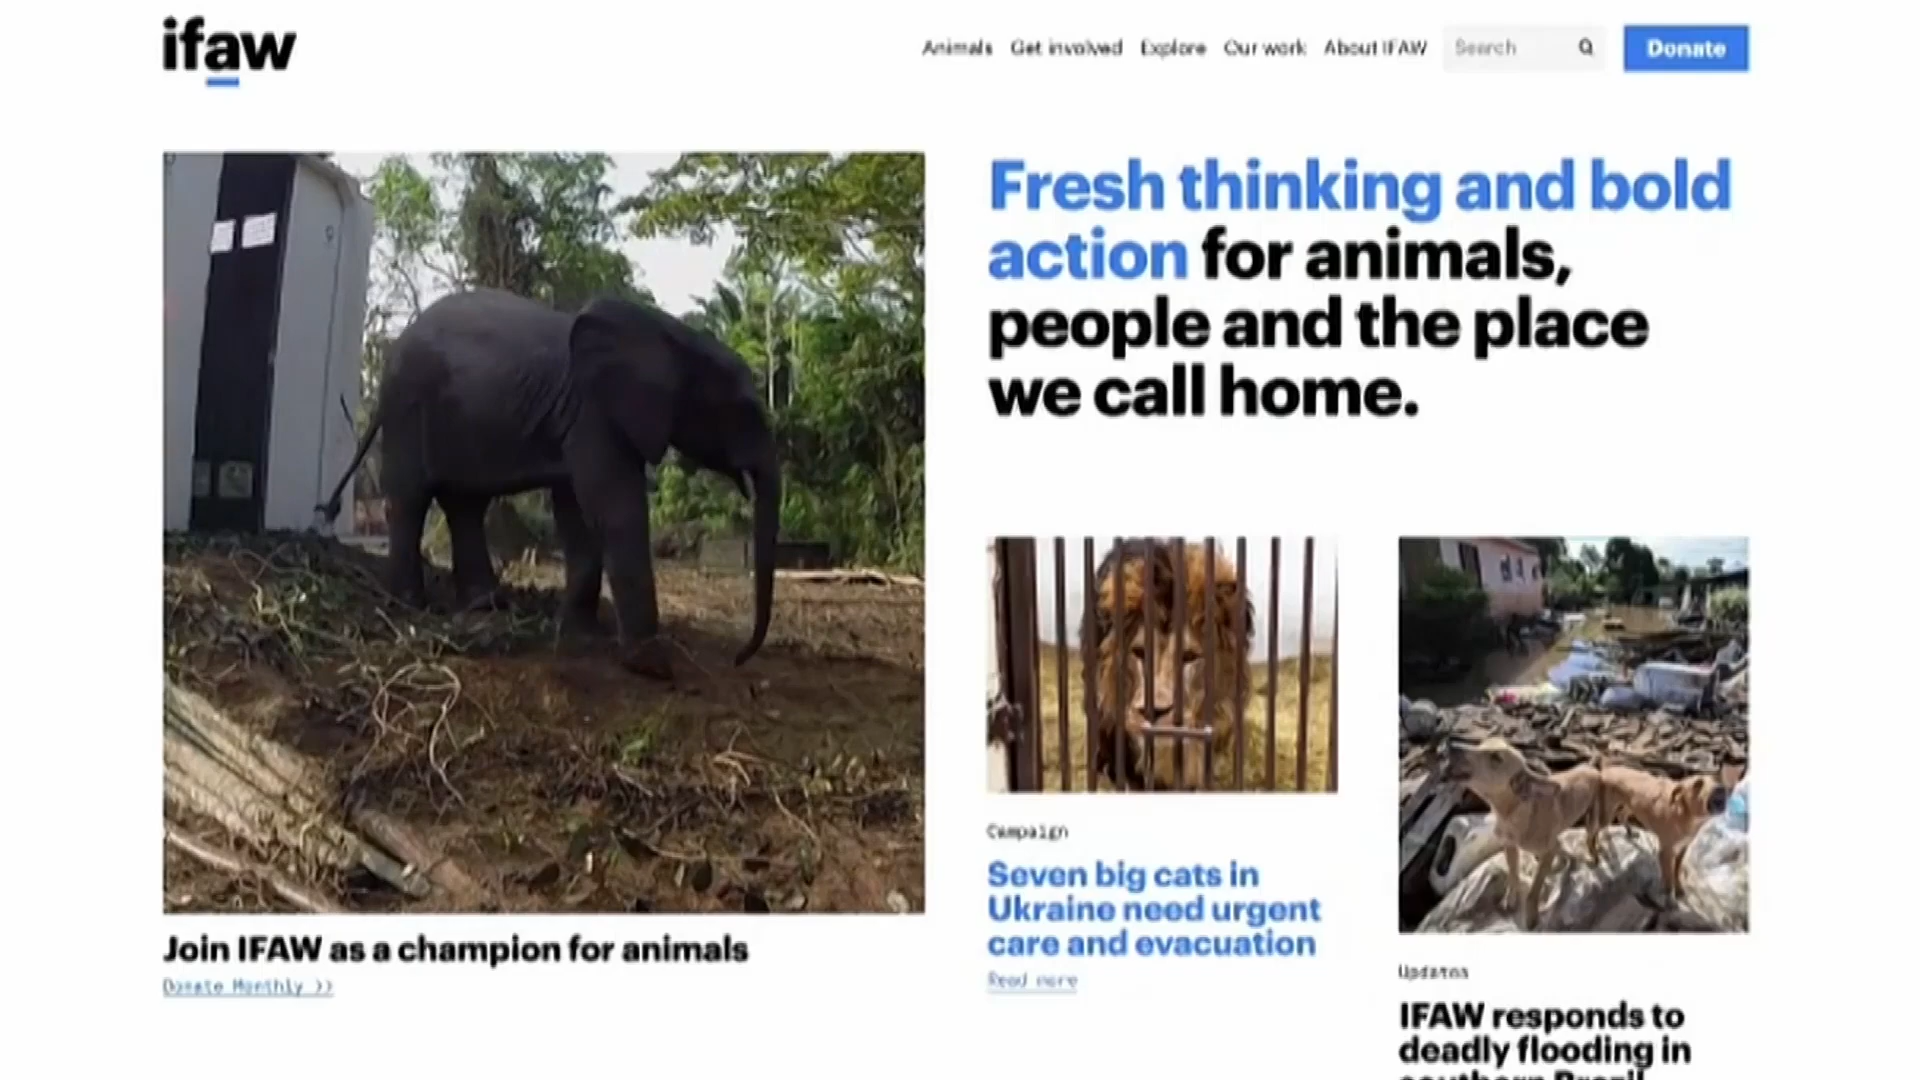 ifaw
Animals Get involved Explore Our work About IFAW Search Donate
Fresh thinking and bold
action for animals,
people and the place
we call home.
Join IFAW as a champion for animals
Donate Monthly >>
Campaign
Seven big cats in
Ukraine need urgent
care and evacuation
Read more
Updates
IFAW responds to
deadly flooding in
southern Brazil